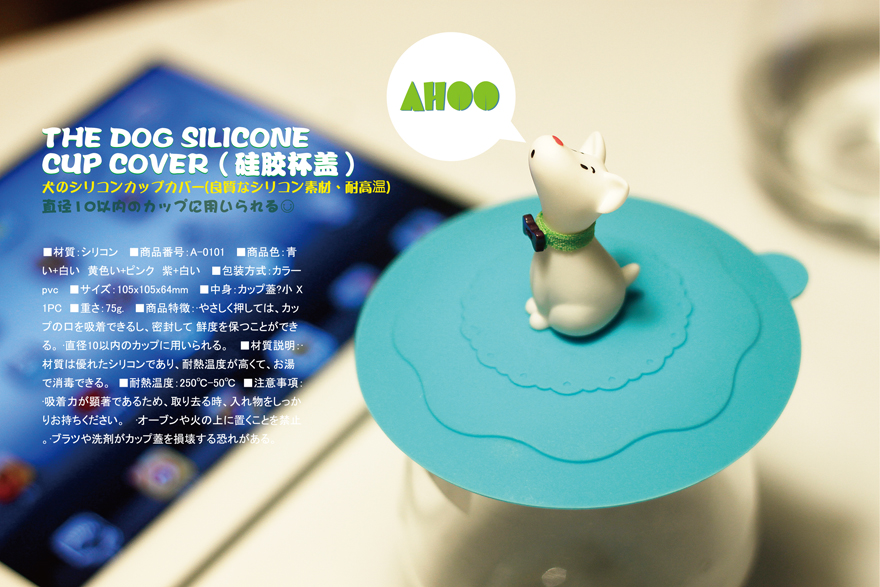 AHOO
THE DOG SILICONE
CUP COVER (硅胶杯盖)
犬のシリコンカップカバー(良質なシリコン素材、耐高温)
直径10以内のカップに用いられる☺
■材質:シリコン ■商品番号:A-0101 ■商品色:青
い+白い 黄色い+ピンク 紫+白い ■包装方式:カラー
pvc ■サイズ:105x105x64mm ■中身:カップ蓋?小 X
1PC ■重さ:75g. ■商品特徴:·やさしく押しては、カッ
プの口を吸着できるし、密封して 鮮度を保つことができ
る。·直径10以内のカップに用いられる。 ■材質説明:·
材質は優れたシリコンであり、耐熱温度が高くて、お湯
で消毒できる。 ■耐熱温度:250℃-50℃ ■注意事項:
·吸着力が顕著であるため、取り去る時、入れ物をしっか
りお持ちください。 ·オーブンや火の上に置くことを禁止
。·ブラツや洗剤がカップ蓋を損壊する恐れがある。